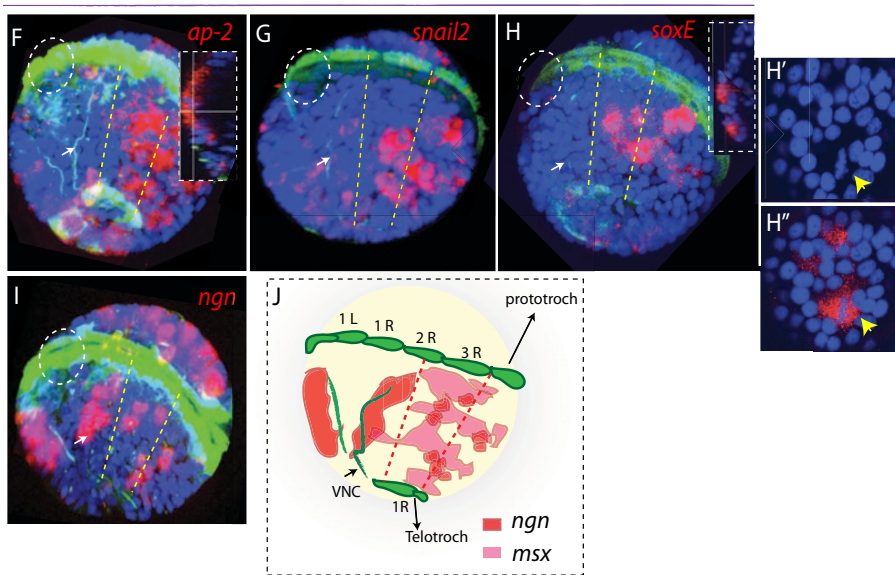 F
ap-2
G
snail2
H
soxE
H'
H"
I
ngn
J
prototroch
1 L
1 R
2 R
3 R
VNC
1R
Telotroch
ngn
msx